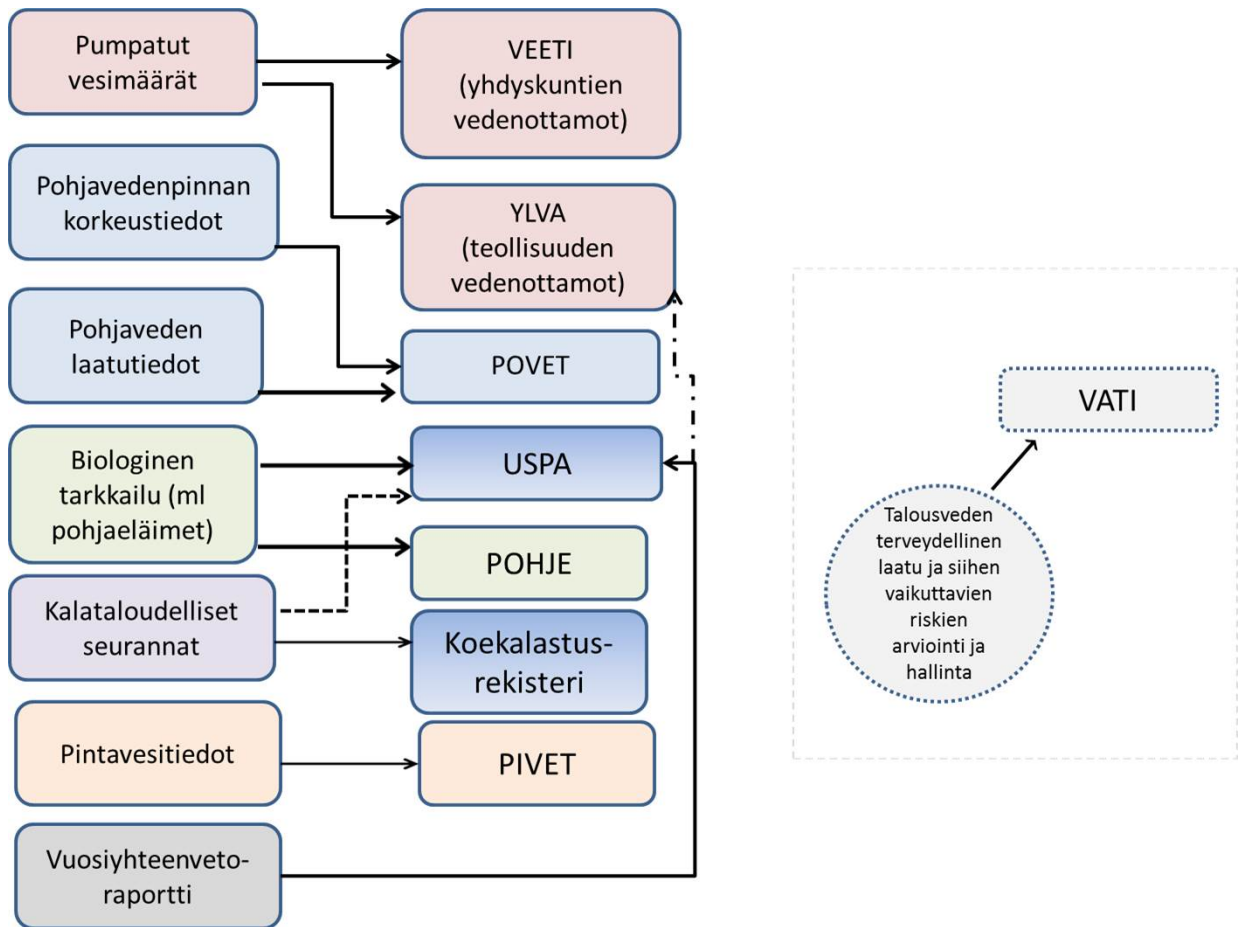 Pumpatut
vesimäärät
Pohjavedenpinnan
korkeustiedot
Pohjaveden
laatutiedot
Biologinen
tarkkailu (ml
pohjaeläimet)
Kalataloudelliset
seurannat
Pintavesitiedot
Vuosiyhteenveto-
raportti
VEETI
(yhdyskuntien
vedenottamot)
YLVA
(teollisuuden
vedenottamot)
POVET
USPA
POHJE
Koekalastus-
rekisteri
PIVET
VATI
Talousveden
terveydellinen
laatu ja siihen
vaikuttavien
riskien
arviointi ja
hallinta